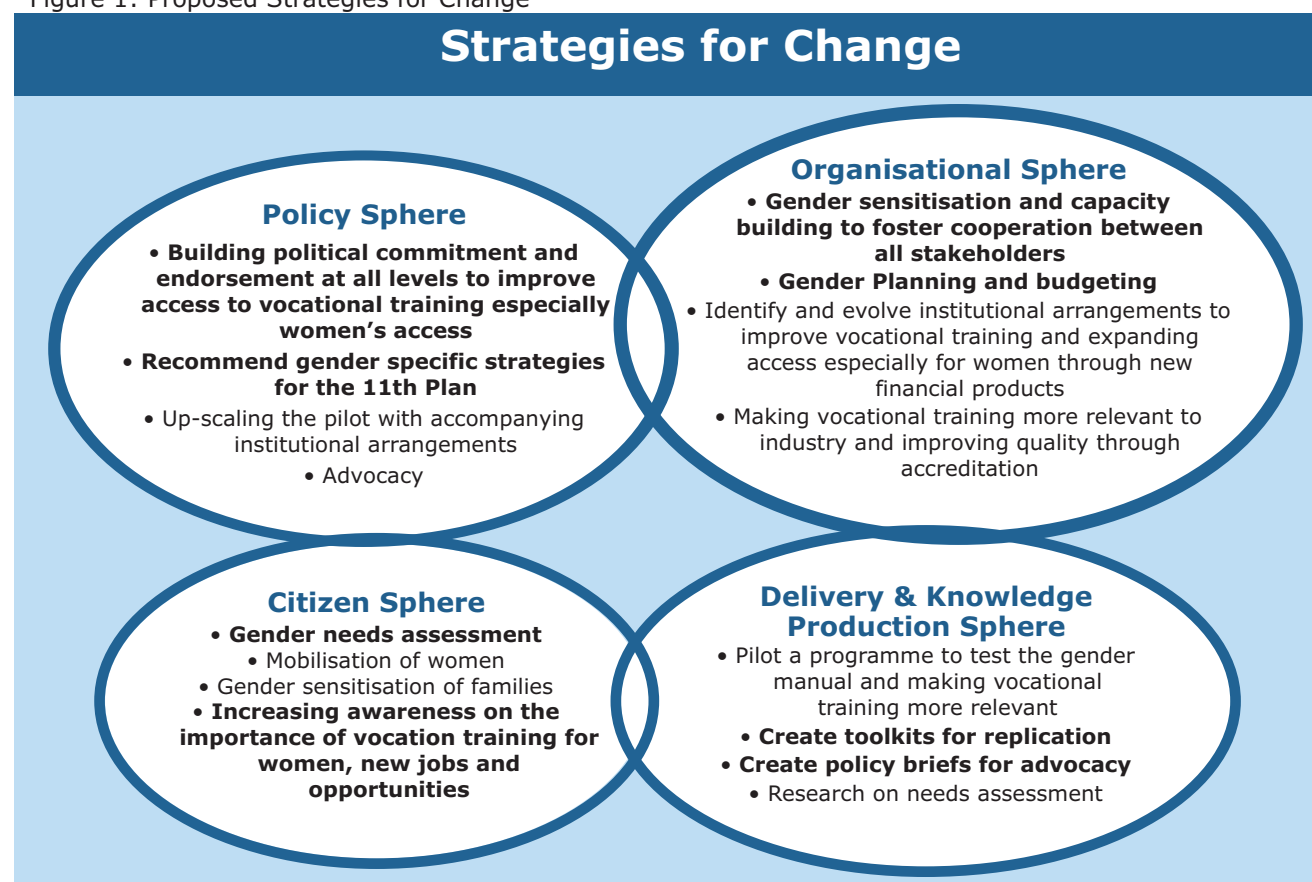 Figure 1: Proposed Strategies for Change
Strategies for Change
Policy Sphere
• Building political commitment and
endorsement at all levels to improve
access to vocational training especially
women's access
• Recommend gender specific strategies
for the 11th Plan
• Up-scaling the pilot with accompanying
institutional arrangements
• Advocacy
Organisational Sphere
• Gender sensitisation and capacity
building to foster cooperation between
all stakeholders
• Gender Planning and budgeting
• Identify and evolve institutional arrangements to
improve vocational training and expanding
access especially for women through new
financial products
• Making vocational training more relevant to
industry and improving quality through
accreditation
Citizen Sphere
• Gender needs assessment
• Mobilisation of women
• Gender sensitisation of families
• Increasing awareness on the
importance of vocation training for
women, new jobs and
opportunities
Delivery & Knowledge
Production Sphere
• Pilot a programme to test the gender
manual and making vocational
training more relevant
• Create toolkits for replication
• Create policy briefs for advocacy
• Research on needs assessment